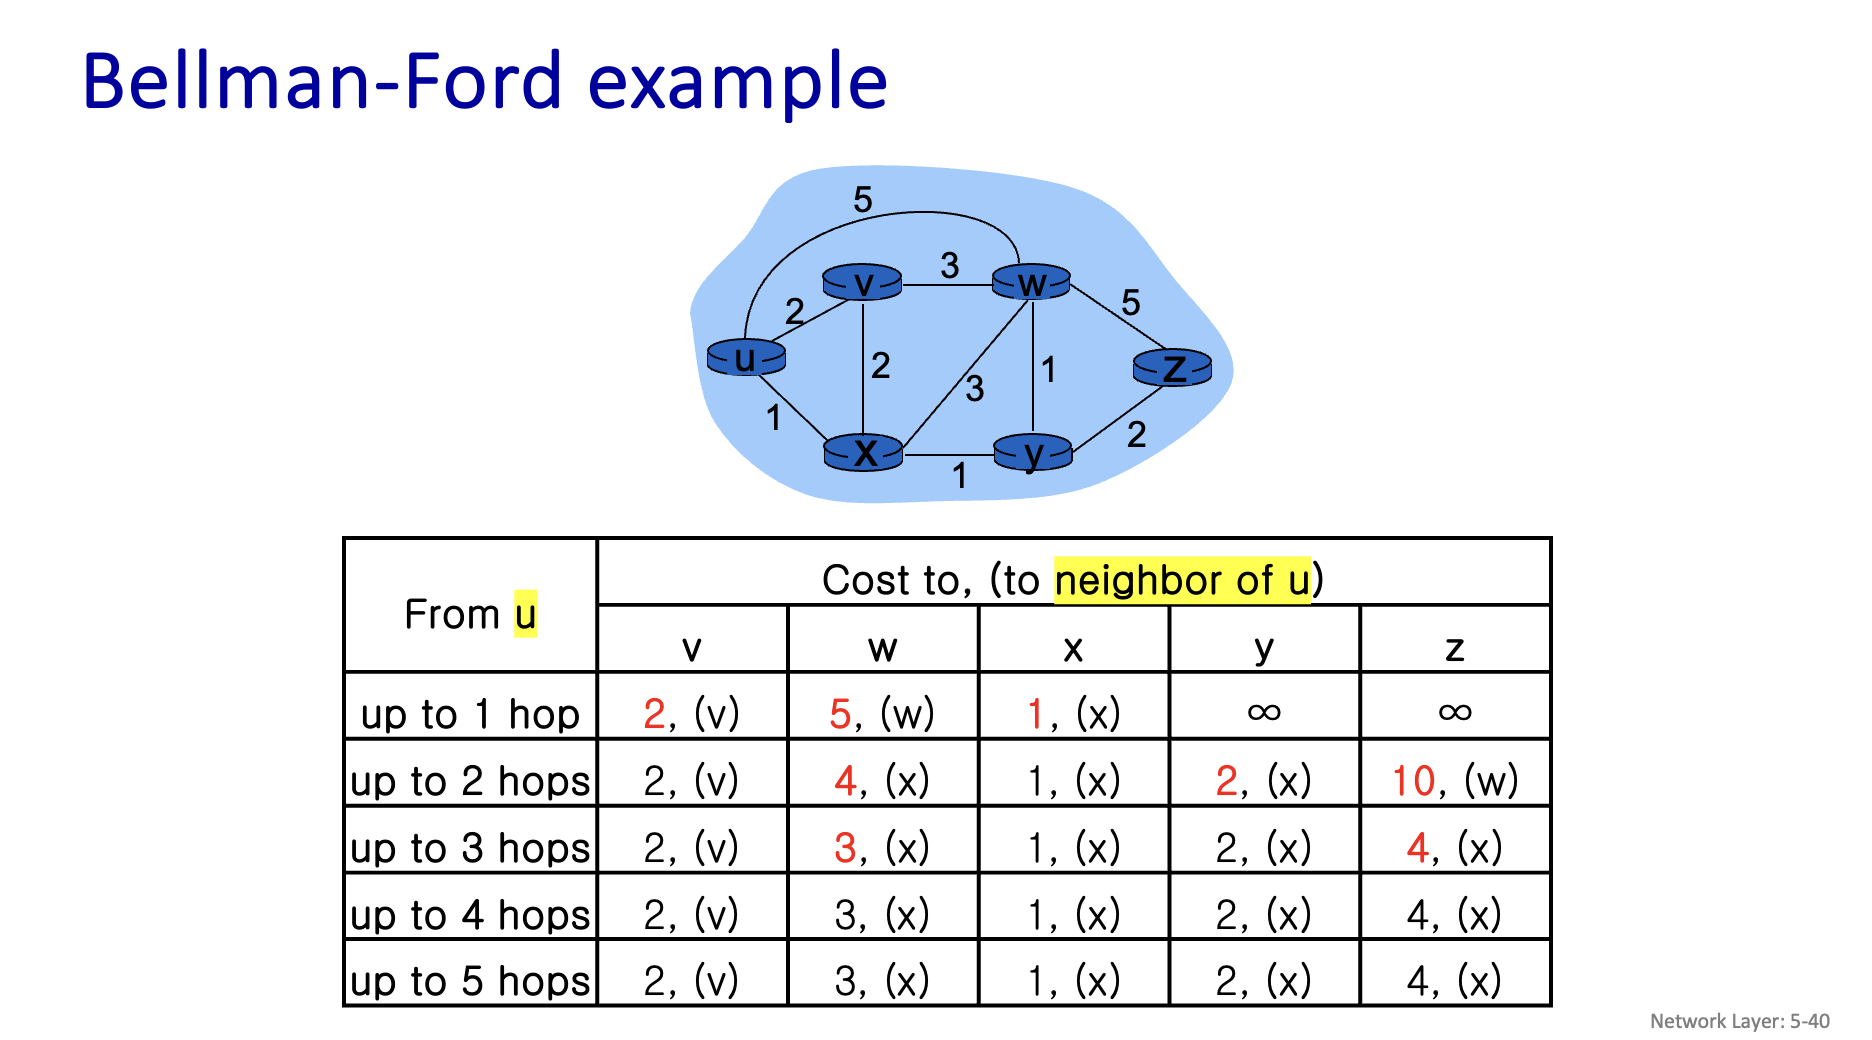 Bellman-Ford example
5
v 3 w
2 5
u 2 1 z
3
1 2
x 1 y
From u
Cost to, (to neighbor of u)
v w x y z
up to 1 hop 2, (v) 5, (w) 1, (x) ∞ ∞
up to 2 hops 2, (v) 4, (x) 1, (x) 2, (x) 10, (w)
up to 3 hops 2, (v) 3, (x) 1, (x) 2, (x) 4, (x)
up to 4 hops 2, (v) 3, (x) 1, (x) 2, (x) 4, (x)
up to 5 hops 2, (v) 3, (x) 1, (x) 2, (x) 4, (x)
Network Layer: 5-40